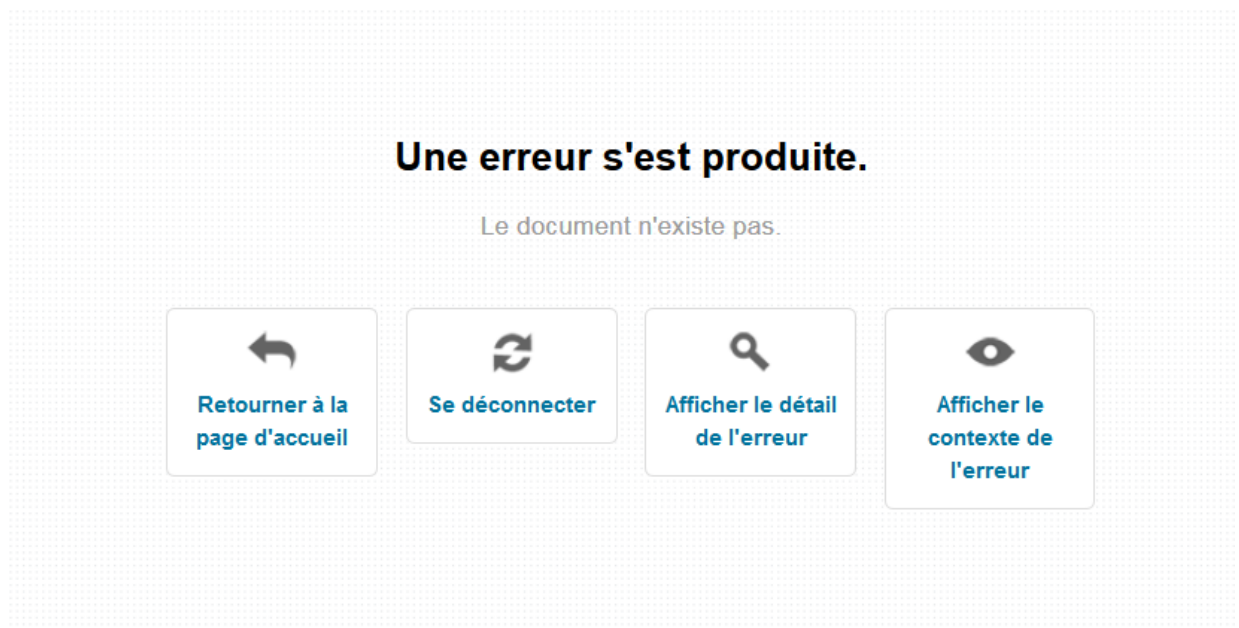 Une erreur s'est produite.
Le document n'existe pas.
Retourner à la
page d'accueil
Se déconnecter
Afficher le détail
de l'erreur
Afficher le
contexte de
l'erreur